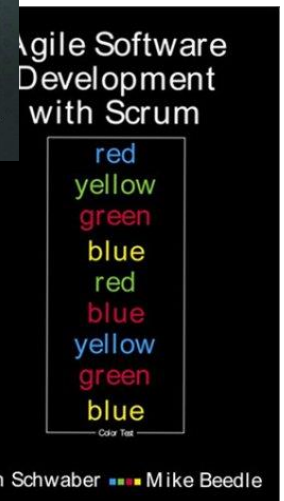 Agile Software
Development
with Scrum
red
yellow
green
blue
red
blue
yellow
green
blue
Color Test
n Schwaber Mike Beedle